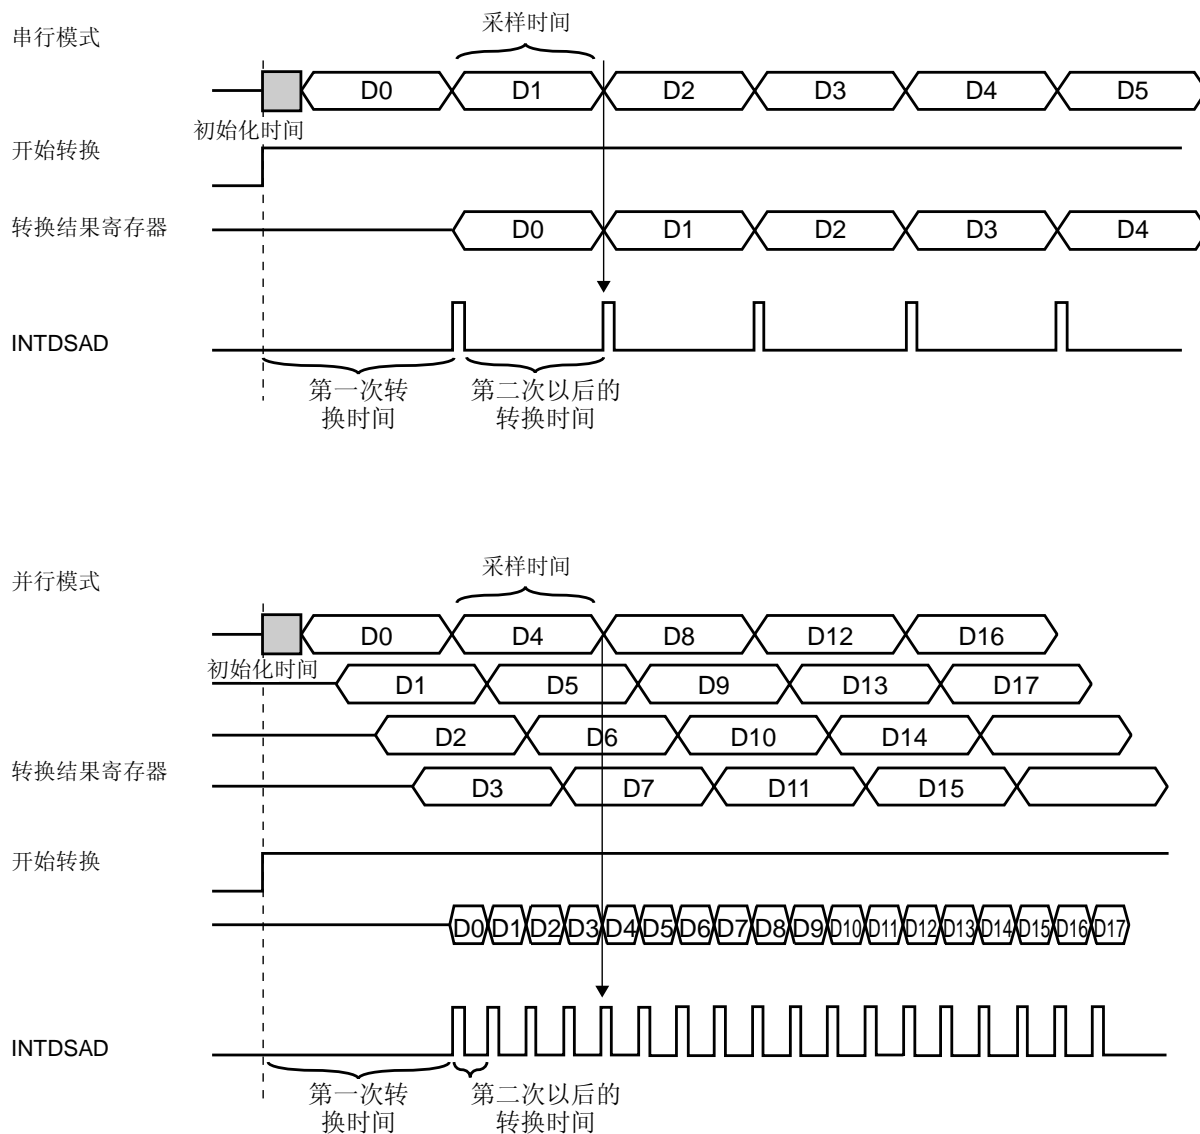 采样时间
串行模式
D0 D1 D2 D3 D4 D5
初始化时间
开始转换
转换结果寄存器
D0 D1 D2 D3 D4
INTDSAD
第一次转
换时间
第二次以后的
转换时间
采样时间
并行模式
D0 D4 D8 D12 D16
初始化时间
D1 D5 D9 D13 D17
D2 D6 D10 D14
转换结果寄存器
D3 D7 D11 D15
开始转换
D0 D1 D2 D3 D4 D5 D6 D7 D8 D9 D10 D11 D12 D13 D14 D15 D16 D17
INTDSAD
第一次转
换时间
第二次以后的
转换时间